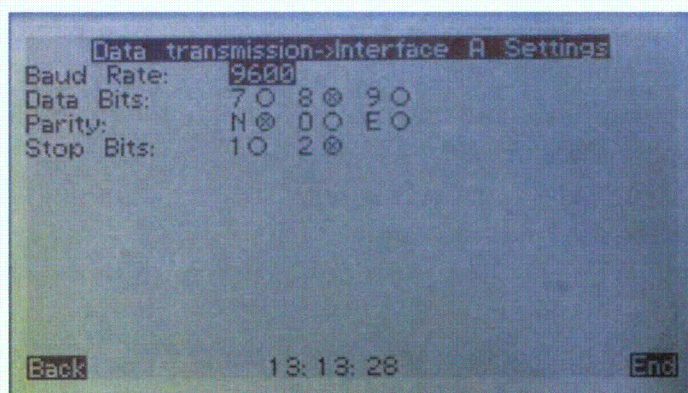 Data transmission->Interface A Settings
Baud Rate: 9600
Data Bits: 7 ○ 8 ⊗ 9 ○
Parity: N ⊗ O ○ E ○
Stop Bits: 1 ○ 2 ⊗
Back 13:13:28 End